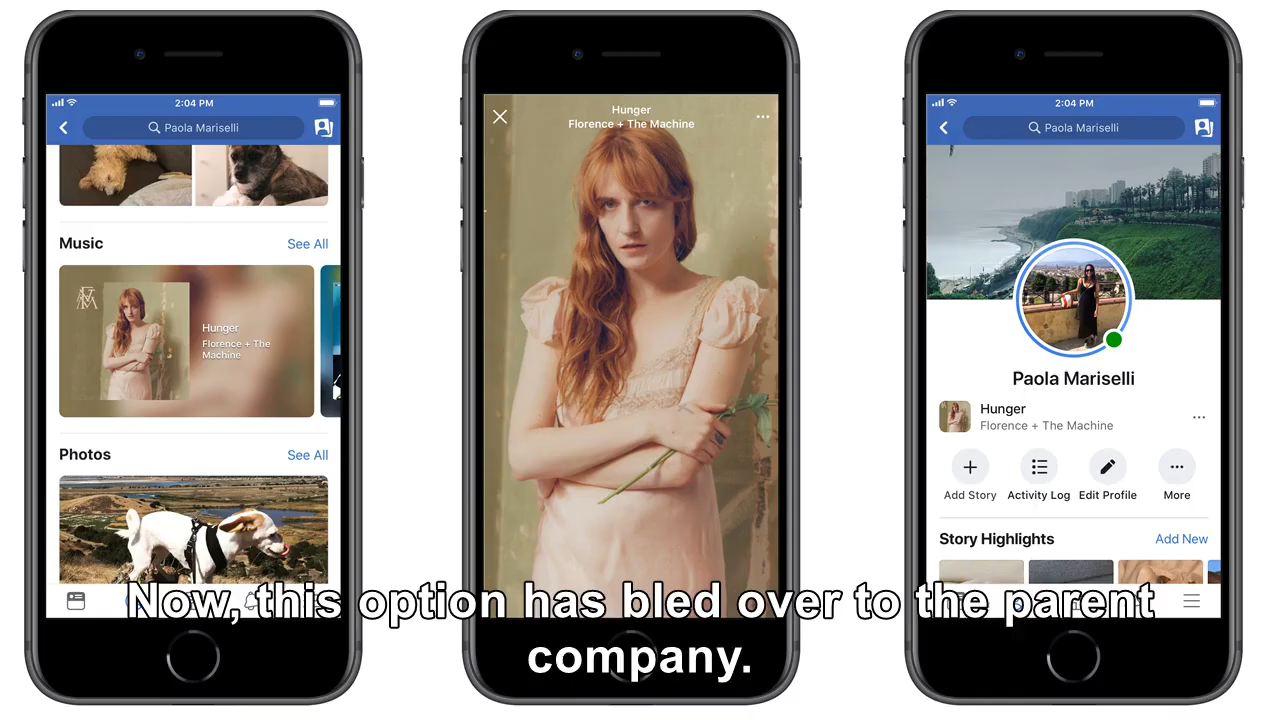 2:04 PM
Paola Mariselli
Music
See All
Hunger
Florence + The
Machine
Photos
See All
Hunger
Florence + The Machine
2:04 PM
Paola Mariselli
Paola Mariselli
Hunger
Florence + The Machine
Add Story
Activity Log
Edit Profile
More
Story Highlights
Add New
Now, this option has bled over to the parent
company.